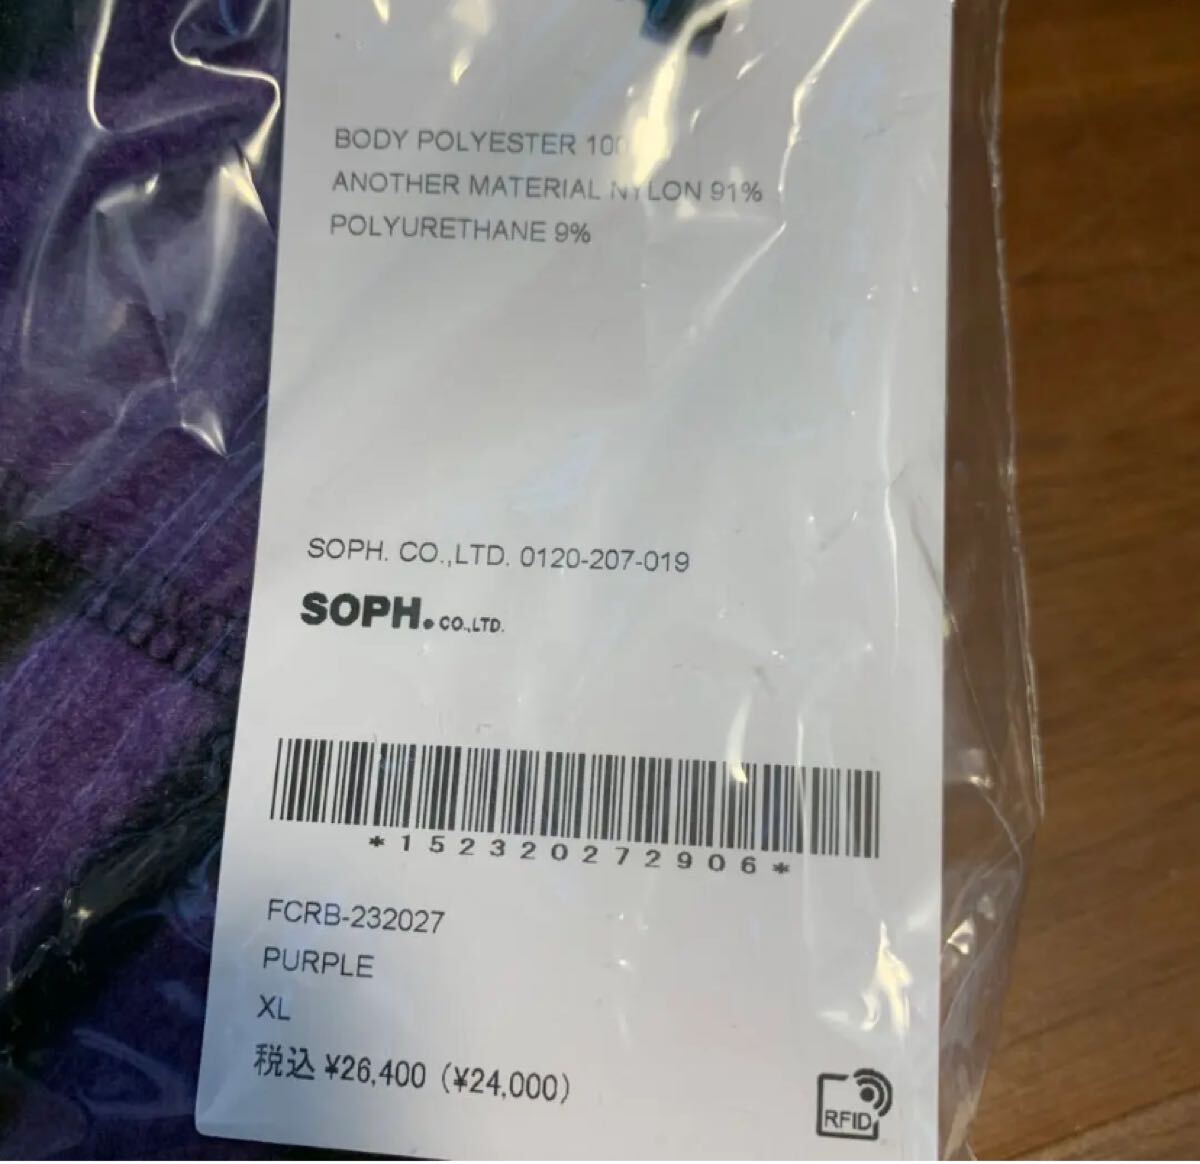 BODY POLYESTER 100
ANOTHER MATERIAL NYLON 91%
POLYURETHANE 9%
SOPH. CO.,LTD. 0120-207-019
SOPH. CO.,LTD.
*152320272906*
FCRB-232027
PURPLE
XL
税込 ¥26,400 (¥24,000)
RFID